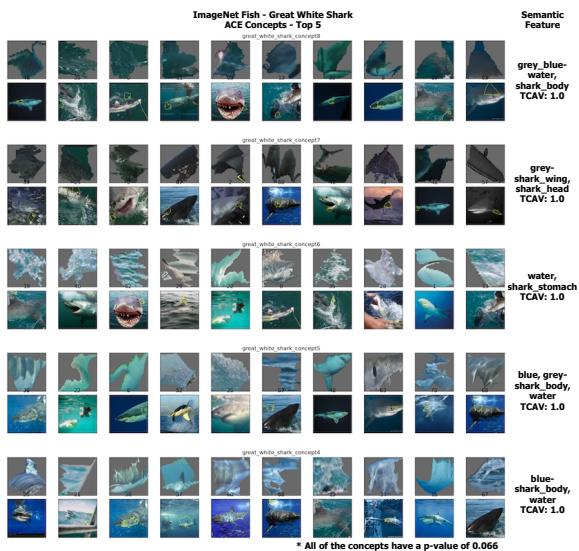 ImageNet Fish - Great White Shark
ACE Concepts - Top 5
Semantic
Feature
great_white_shark_concept8
grey_blue-
water,
shark_body
TCAV: 1.0
great_white_shark_concept7
grey-
shark_wing,
shark_head
TCAV: 1.0
great_white_shark_concept6
water,
shark_stomach
TCAV: 1.0
great_white_shark_concept5
blue, grey-
shark_body,
water
TCAV: 1.0
great_white_shark_concept4
blue-
shark_body,
water
TCAV: 1.0
* All of the concepts have a p-value of 0.066